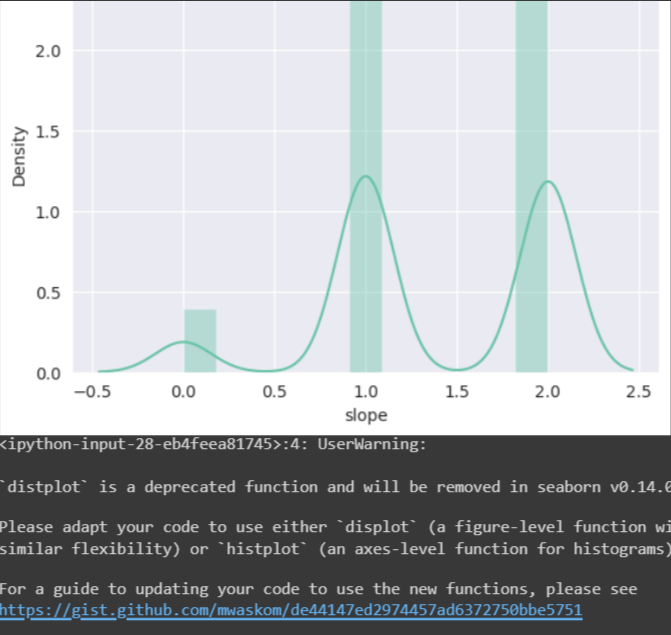 2.0
1.5
Density
1.0
0.5
0.0
−0.5 0.0 0.5 1.0 1.5 2.0 2.5
slope
<ipython-input-28-eb4feea81745>:4: UserWarning:
`distplot` is a deprecated function and will be removed in seaborn v0.14.0
Please adapt your code to use either `displot` (a figure-level function wi
similar flexibility) or `histplot` (an axes-level function for histograms)
For a guide to updating your code to use the new functions, please see
https://gist.github.com/mwaskom/de44147ed2974457ad6372750bbe5751